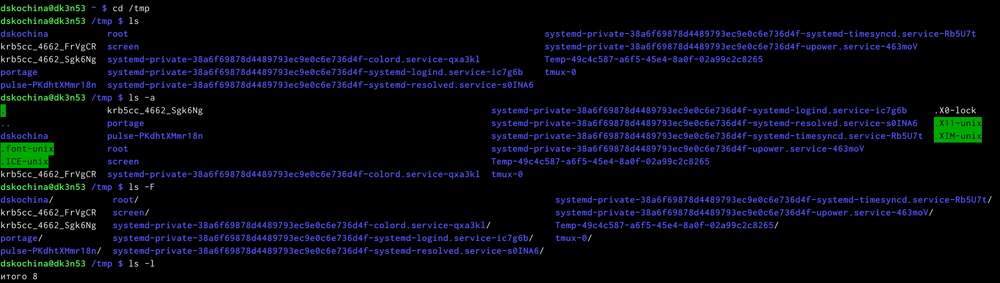 dskochina@dk3n53 ~ $ cd /tmp
dskochina@dk3n53 /tmp $ ls
dskochina root systemd-private-38a6f69878d4489793ec9e0c6e736d4f-systemd-timesyncd.service-Rb5U7t
krb5cc_4662_FrVgCR screen systemd-private-38a6f69878d4489793ec9e0c6e736d4f-upower.service-463moV
krb5cc_4662_Sgk6Ng systemd-private-38a6f69878d4489793ec9e0c6e736d4f-colord.service-qxa3kl Temp-49c4c587-a6f5-45e4-8a0f-02a99c2c8265
portage systemd-private-38a6f69878d4489793ec9e0c6e736d4f-systemd-logind.service-ic7g6b tmux-0
pulse-PKdhtXMmr18n systemd-private-38a6f69878d4489793ec9e0c6e736d4f-systemd-resolved.service-s0INA6
dskochina@dk3n53 /tmp $ ls -a
. krb5cc_4662_Sgk6Ng systemd-private-38a6f69878d4489793ec9e0c6e736d4f-systemd-logind.service-ic7g6b .X0-lock
.. portage systemd-private-38a6f69878d4489793ec9e0c6e736d4f-systemd-resolved.service-s0INA6 .X11-unix
dskochina pulse-PKdhtXMmr18n systemd-private-38a6f69878d4489793ec9e0c6e736d4f-systemd-timesyncd.service-Rb5U7t .XIM-unix
.font-unix root systemd-private-38a6f69878d4489793ec9e0c6e736d4f-upower.service-463moV
.ICE-unix screen Temp-49c4c587-a6f5-45e4-8a0f-02a99c2c8265
krb5cc_4662_FrVgCR systemd-private-38a6f69878d4489793ec9e0c6e736d4f-colord.service-qxa3kl tmux-0
dskochina@dk3n53 /tmp $ ls -F
dskochina/ root/ systemd-private-38a6f69878d4489793ec9e0c6e736d4f-systemd-timesyncd.service-Rb5U7t/
krb5cc_4662_FrVgCR screen/ systemd-private-38a6f69878d4489793ec9e0c6e736d4f-upower.service-463moV/
krb5cc_4662_Sgk6Ng systemd-private-38a6f69878d4489793ec9e0c6e736d4f-colord.service-qxa3kl/ Temp-49c4c587-a6f5-45e4-8a0f-02a99c2c8265/
portage/ systemd-private-38a6f69878d4489793ec9e0c6e736d4f-systemd-logind.service-ic7g6b/ tmux-0/
pulse-PKdhtXMmr18n/ systemd-private-38a6f69878d4489793ec9e0c6e736d4f-systemd-resolved.service-s0INA6/
dskochina@dk3n53 /tmp $ ls -l
итого 8